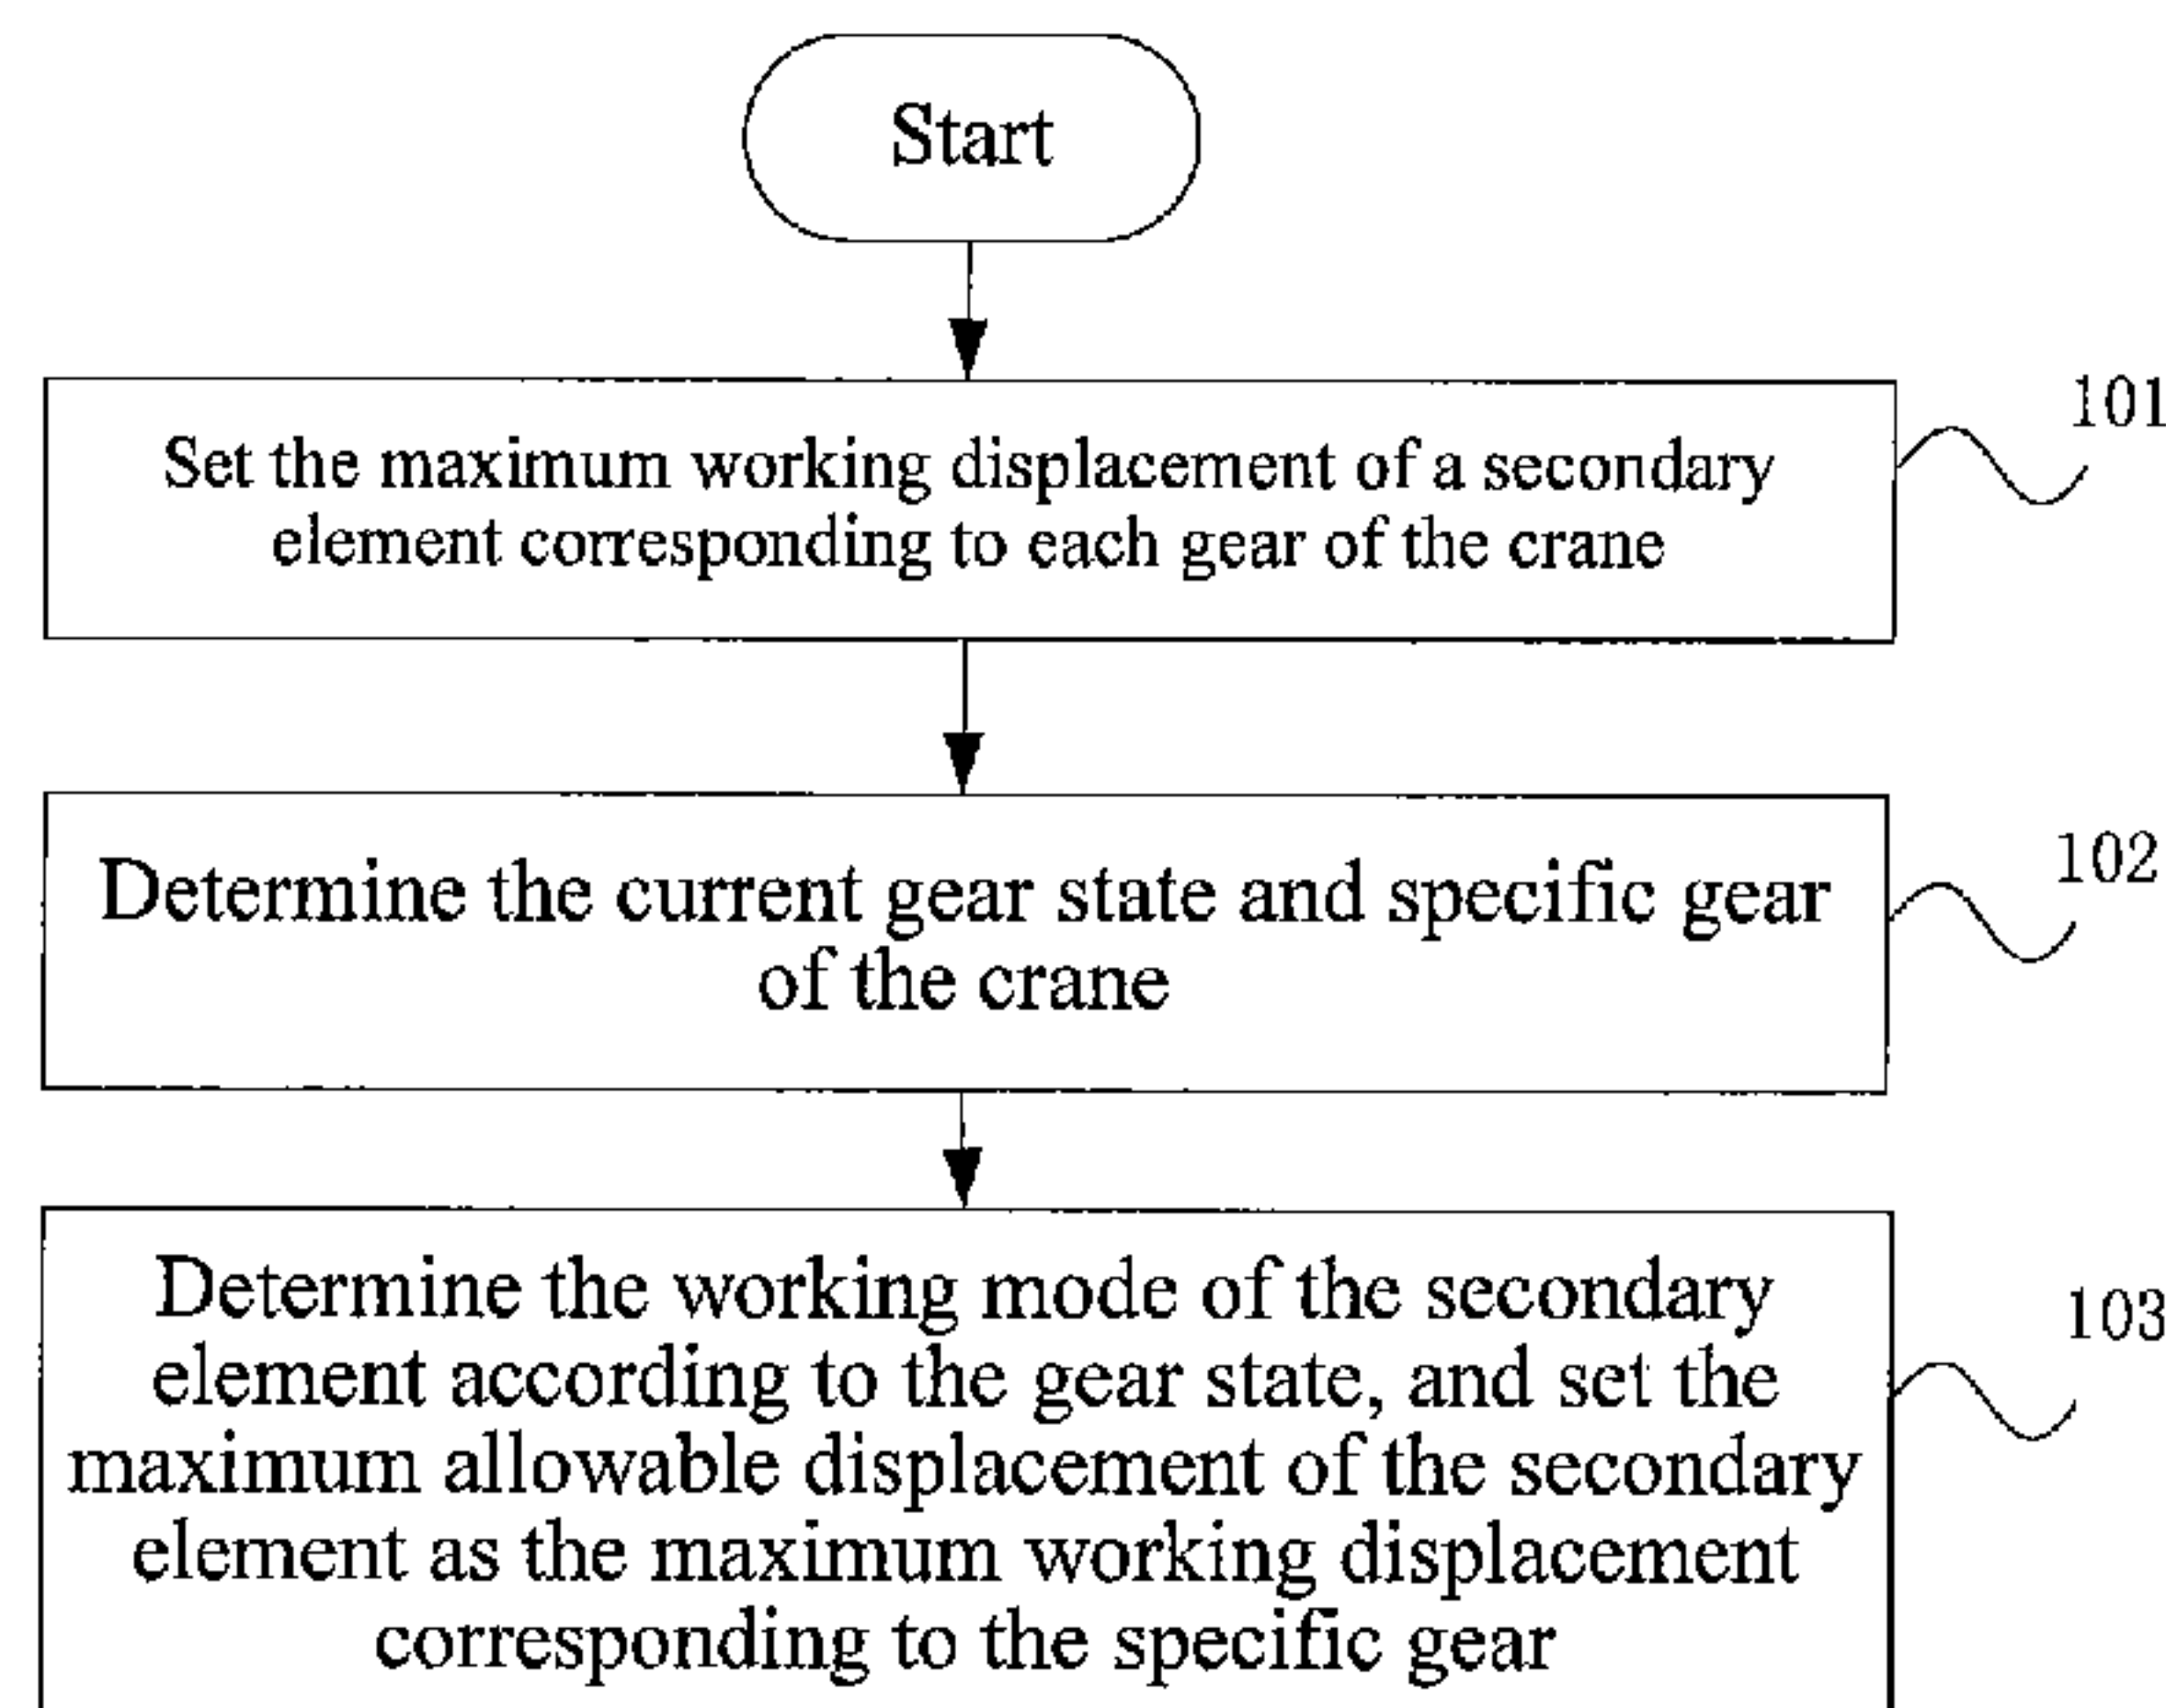 Start
101
Set the maximum working displacement of a secondary
element corresponding to each gear of the crane
102
Determine the current gear state and specific gear
of the crane
103
Determine the working mode of the secondary
element according to the gear state, and set the
maximum allowable displacement of the secondary
element as the maximum working displacement
corresponding to the specific gear